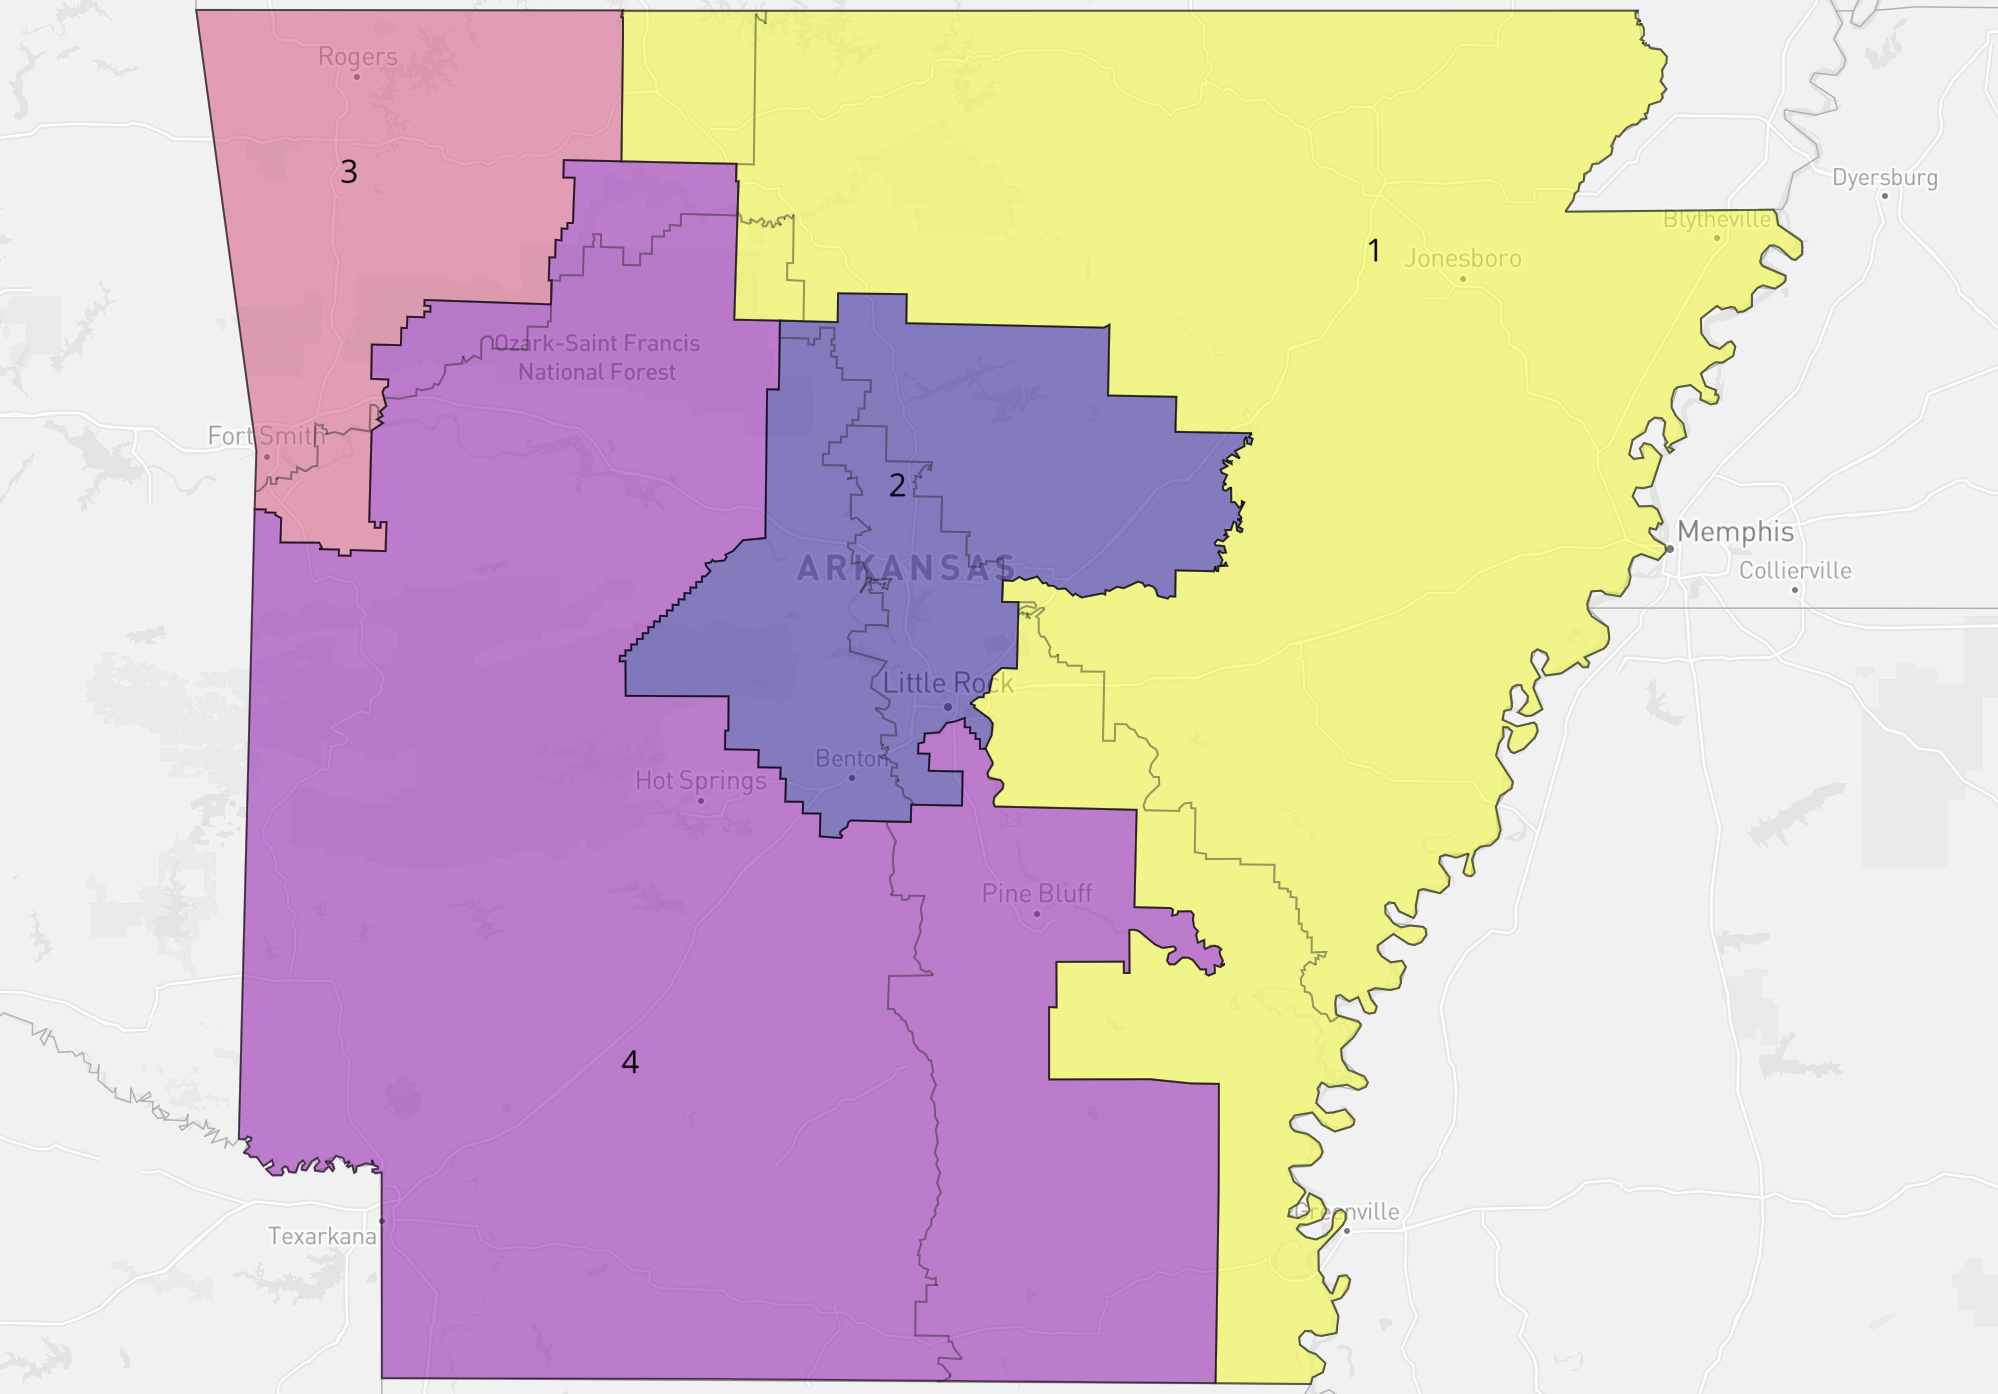 Rogers
3
Dyersburg
Blytheville
1
Jonesboro
Ozark-Saint Francis
National Forest
Fort Smith
2
Memphis
ARKANSAS
Collierville
Little Rock
Benton
Hot Springs
Pine Bluff
4
Greenville
Texarkana